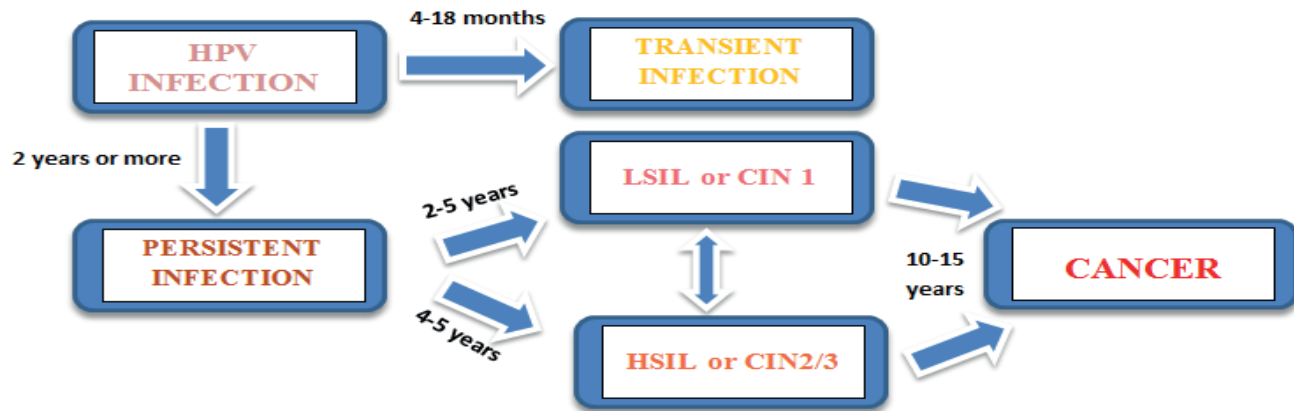 4-18 months
HPV
INFECTION
TRANSIENT
INFECTION
2 years or more
LSIL or CIN 1
2-5 years
PERSISTENT
INFECTION
10-15
years
CANCER
4-5 years
HSIL or CIN2/3